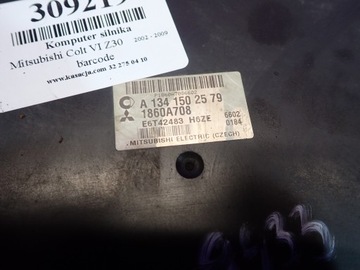 309219
Komputer silnika
Mitsubishi Colt VI Z30 2002 - 2009
barcode
www.kasacja.com 32 275 04 10
A 134 150 25 79
1860A708
E6T42483 H6ZE
6602
0184
MITSUBISHI ELECTRIC (CZECH)